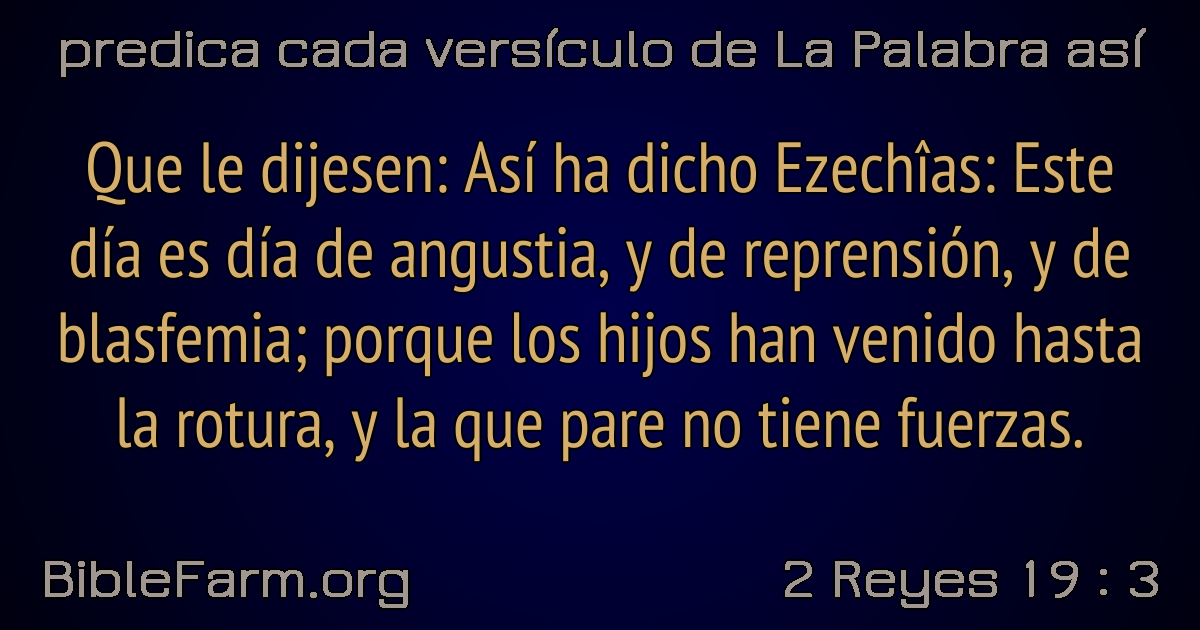 predica cada versículo de La Palabra así
Que le dijesen: Así ha dicho Ezechîas: Este
día es día de angustia, y de reprensión, y de
blasfemia; porque los hijos han venido hasta
la rotura, y la que pare no tiene fuerzas.
BibleFarm.org
2 Reyes 19 : 3